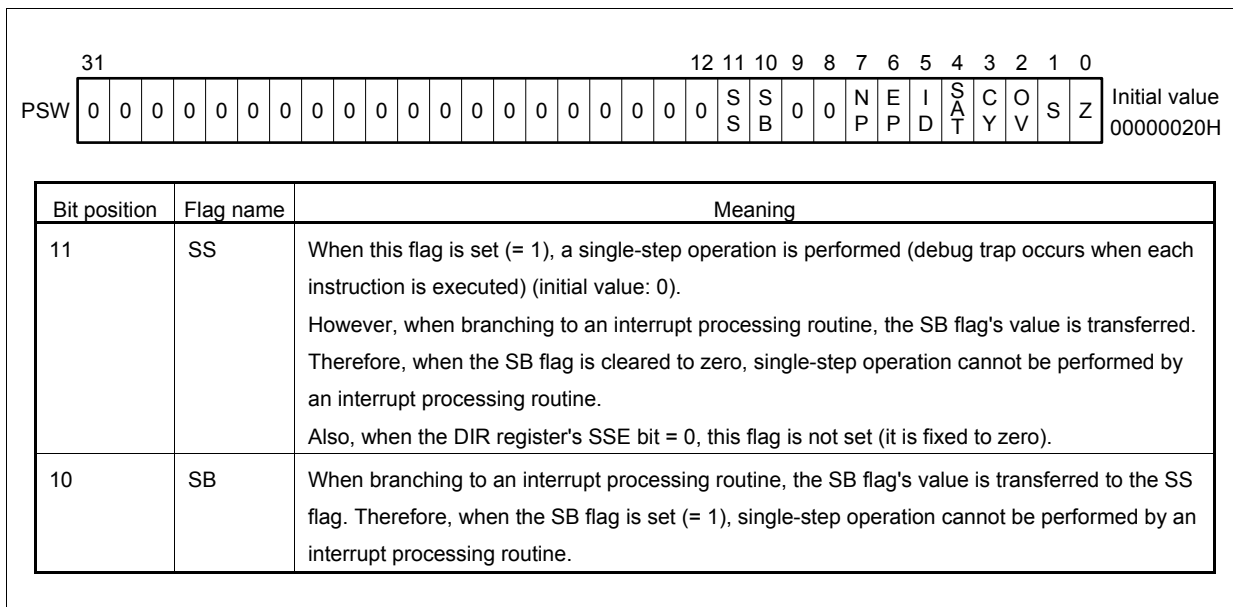 31 12 11 10 9 8 7 6 5 4 3 2 1 0
PSW 0 0 0 0 0 0 0 0 0 0 0 0 0 0 0 0 0 0 0 0 SS SB 0 0 NP EP ID SAT CY OV S Z Initial value
00000020H
Bit position Flag name Meaning
11 SS When this flag is set (= 1), a single-step operation is performed (debug trap occurs when each
instruction is executed) (initial value: 0).
However, when branching to an interrupt processing routine, the SB flag's value is transferred.
Therefore, when the SB flag is cleared to zero, single-step operation cannot be performed by
an interrupt processing routine.
Also, when the DIR register's SSE bit = 0, this flag is not set (it is fixed to zero).
10 SB When branching to an interrupt processing routine, the SB flag's value is transferred to the SS
flag. Therefore, when the SB flag is set (= 1), single-step operation cannot be performed by an
interrupt processing routine.